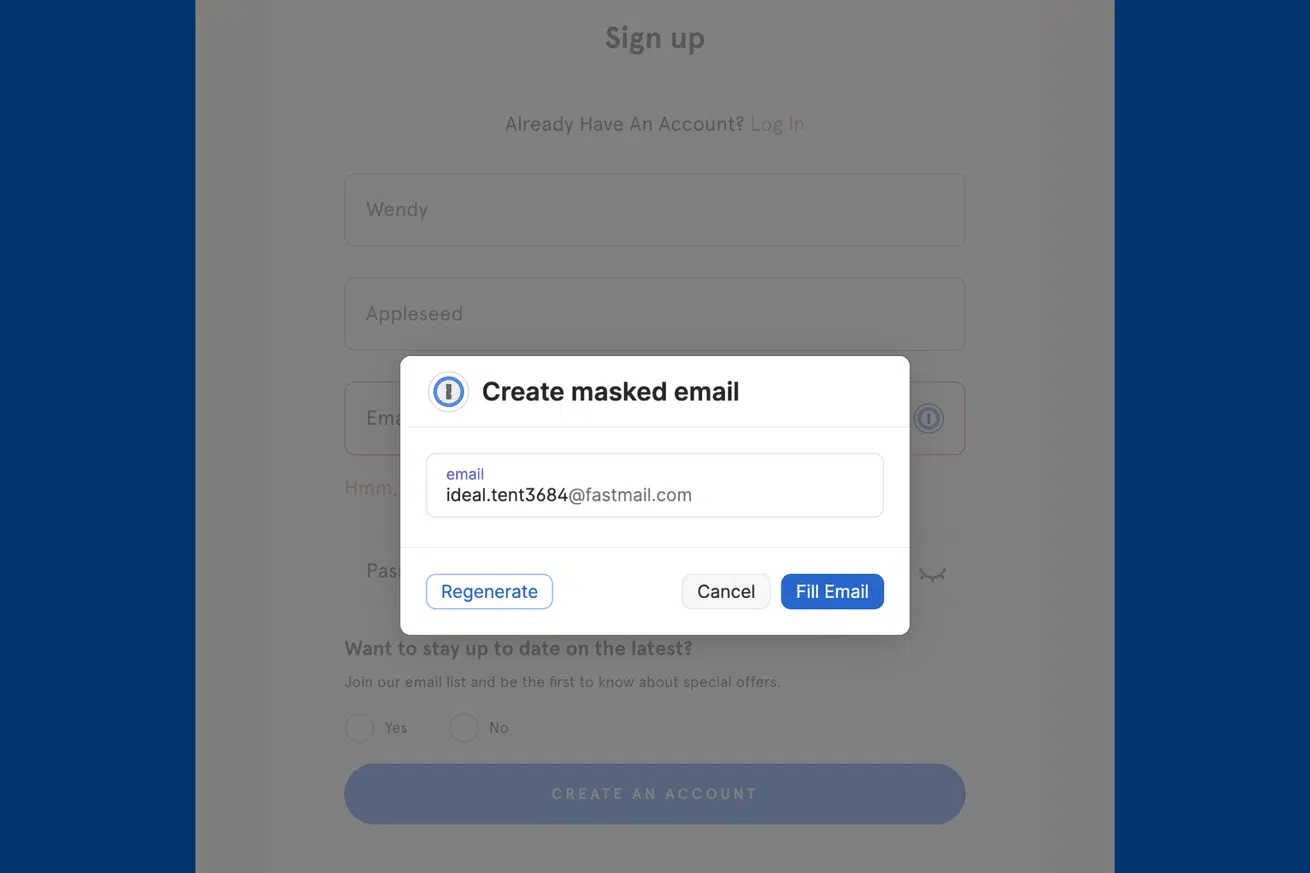 Sign up
Already Have An Account? Log In
Wendy
Appleseed
Create masked email
Ema
email
ideal.tent3684@fastmail.com
Hmm,
Pas
Regenerate
Cancel
Fill Email
Want to stay up to date on the latest?
Join our email list and be the first to know about special offers.
Yes
No
CREATE AN ACCOUNT